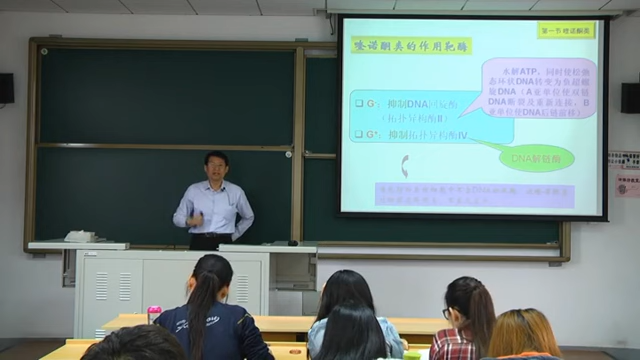 第一节 喹诺酮类
喹诺酮类的作用靶酶
水解ATP，同时使松弛
态环状DNA转变为负超螺
旋DNA（A亚单位使双链
DNA断裂及重新连接，B
亚单位使DNA后链前移）
G-：抑制DNA回旋酶
（拓扑异构酶II）
G+：抑制拓扑异构酶IV
DNA解链酶